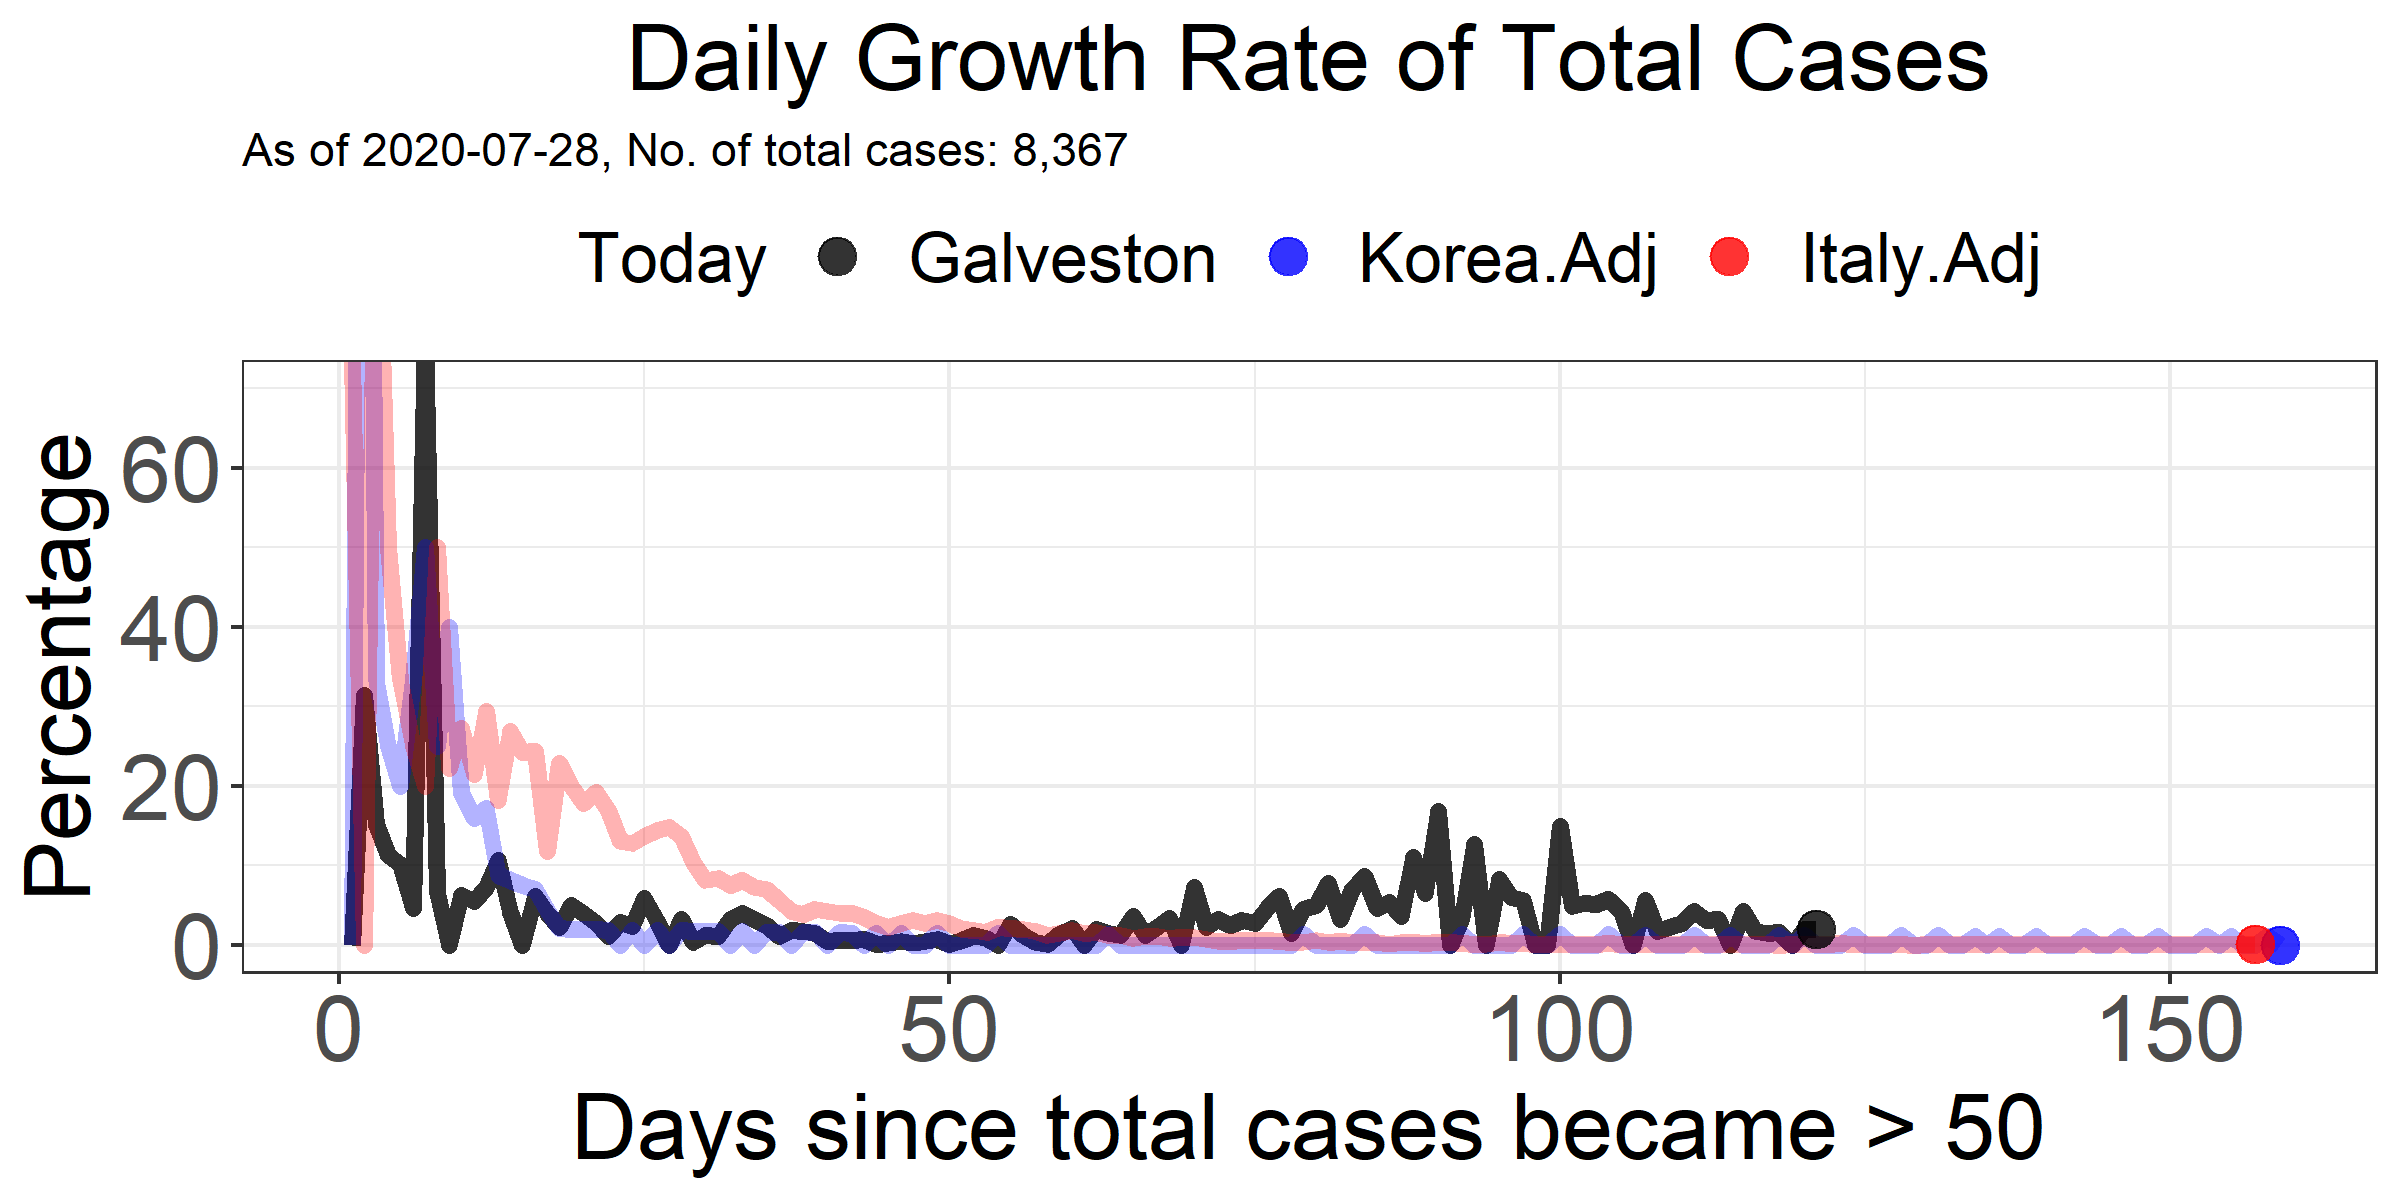 Daily Growth Rate of Total Cases
As of 2020-07-28, No. of total cases: 8,367
Today Galveston Korea.Adj Italy.Adj
Percentage
60
40
20
0
0 50 100 150
Days since total cases became > 50